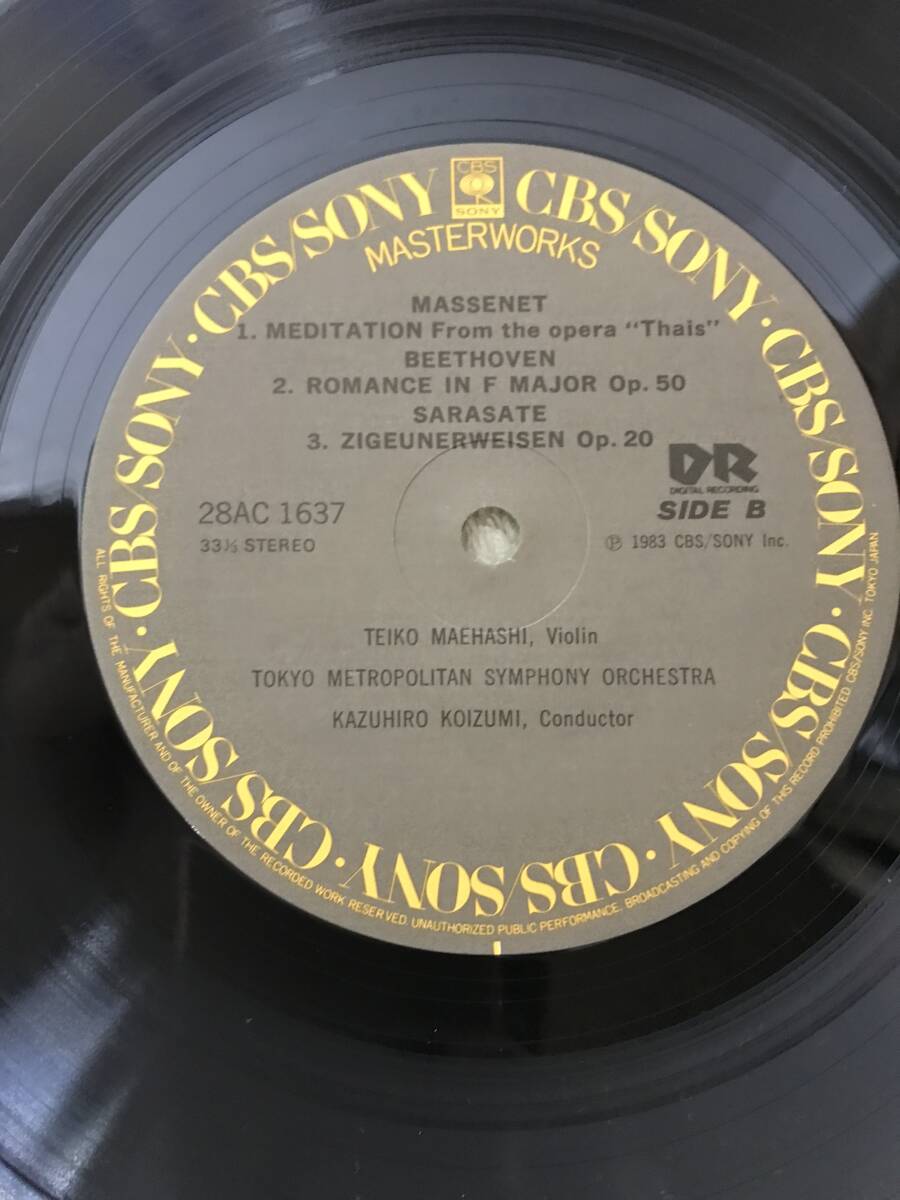 CBS
SONY
CBS/SONY · CBS/SONY · CBS/SONY · CBS/SONY · CBS/SONY · CBS/SONY · CBS/SONY · CBS/SONY
MASTERWORKS
MASSENET
1. MEDITATION From the opera "Thais"
BEETHOVEN
2. ROMANCE IN F MAJOR Op. 50
SARASATE
3. ZIGEUNERWEISEN Op. 20
DR
DIGITAL RECORDING
28AC 1637
SIDE B
33⅓ STEREO
Ⓟ 1983 CBS/SONY Inc.
TEIKO MAEHASHI, Violin
TOKYO METROPOLITAN SYMPHONY ORCHESTRA
KAZUHIRO KOIZUMI, Conductor
ALL RIGHTS OF THE MANUFACTURER AND OF THE OWNER OF THE RECORDED WORK RESERVED. UNAUTHORIZED PUBLIC PERFORMANCE, BROADCASTING AND COPYING OF THIS RECORD PROHIBITED CBS/SONY INC. TOKYO JAPAN